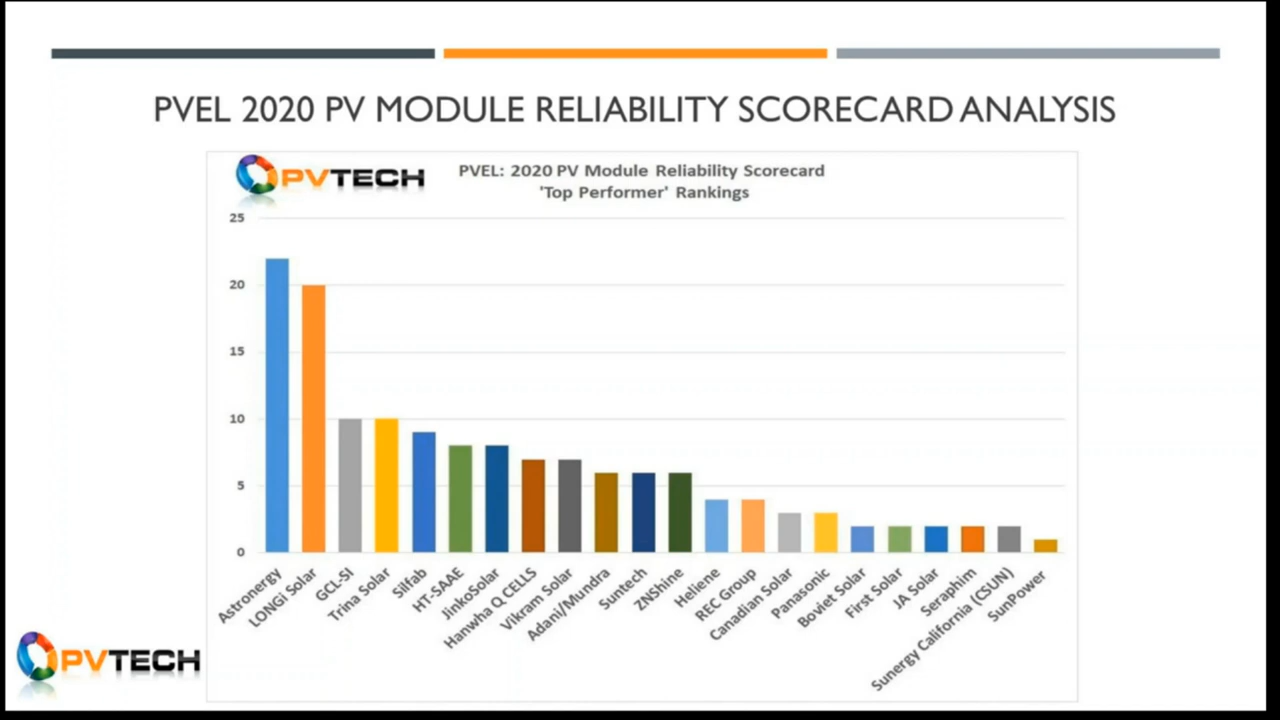 PVEL 2020 PV MODULE RELIABILITY SCORECARD ANALYSIS
PVTECH
PVEL: 2020 PV Module Reliability Scorecard
'Top Performer' Rankings
25
20
15
10
5
0
Astronergy
LONGi Solar
GCL-SI
Trina Solar
Silfab
HT-SAAE
JinkoSolar
Hanwha Q CELLS
Vikram Solar
Adani/Mundra
Suntech
ZNShine
Heliene
REC Group
Canadian Solar
Panasonic
Boviet Solar
First Solar
JA Solar
Seraphim
Sunergy California (CSUN)
SunPower
PVTECH